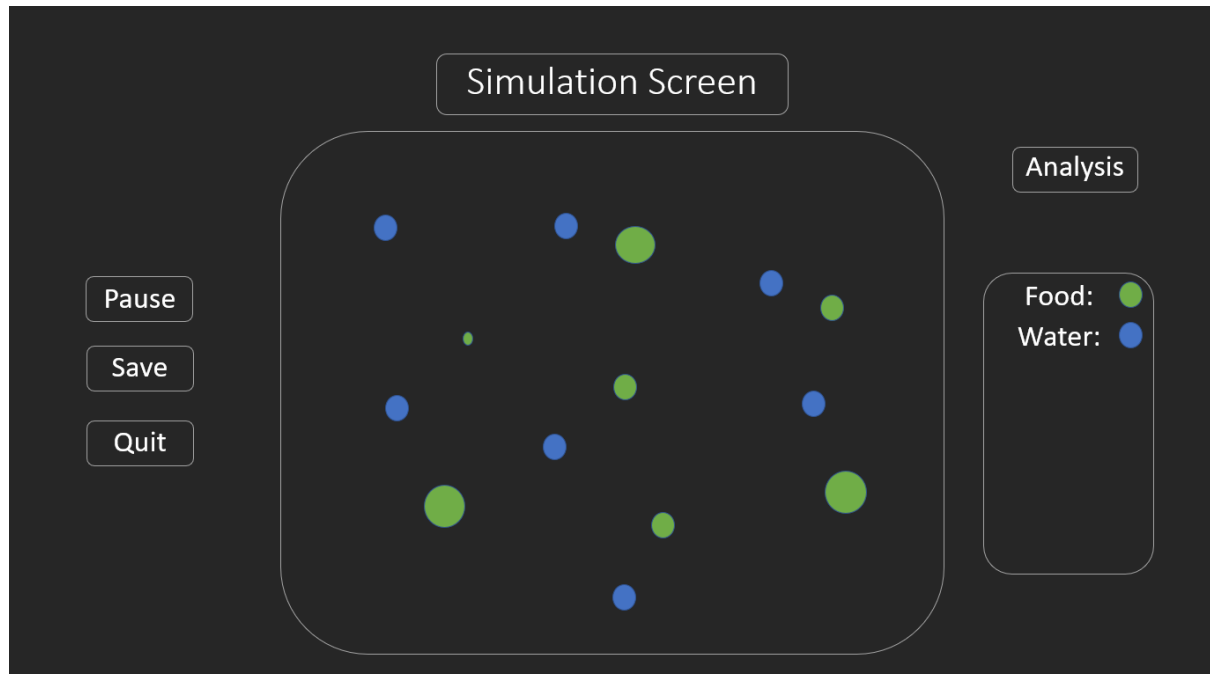 Simulation Screen
Analysis
Pause
Save
Quit
Food:
Water: